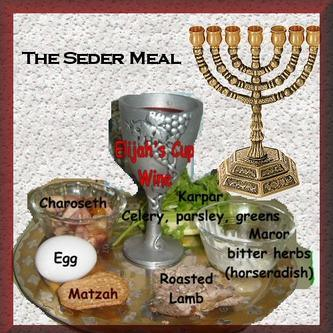 The Seder Meal
Elijah's Cup
Wine
Charoseth
Karpar
Celery, parsley, greens
Maror
bitter herbs
(horseradish)
Egg
Matzah
Roasted
Lamb